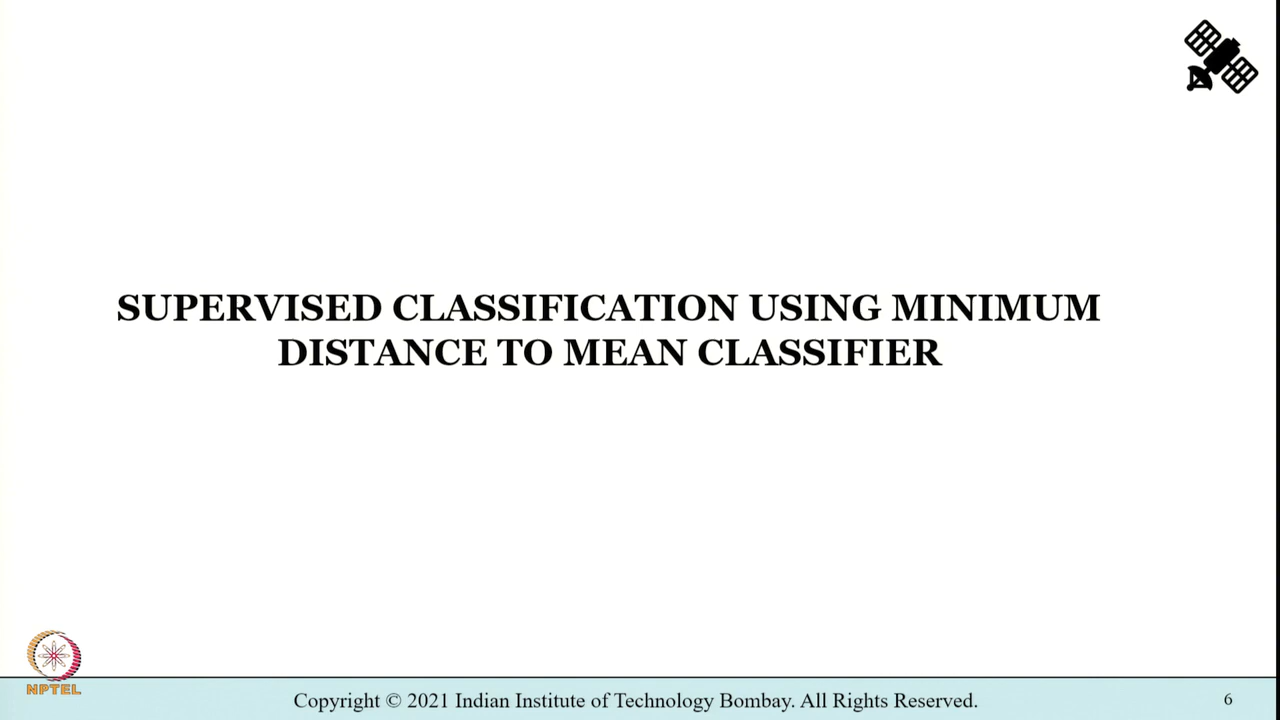 SUPERVISED CLASSIFICATION USING MINIMUM
DISTANCE TO MEAN CLASSIFIER
NPTEL
Copyright © 2021 Indian Institute of Technology Bombay. All Rights Reserved.
6